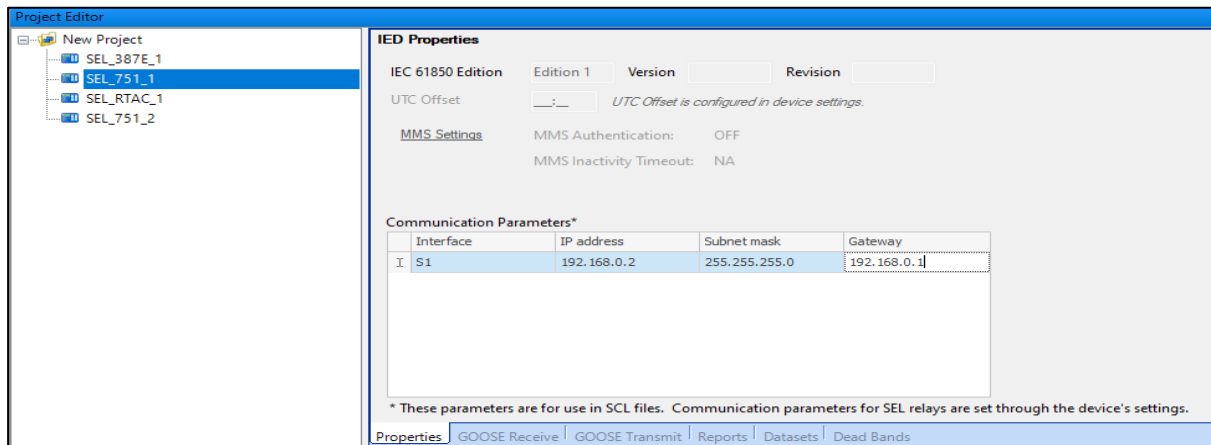 Project Editor
New Project
SEL_387E_1
SEL_751_1
SEL_RTAC_1
SEL_751_2
IED Properties
IEC 61850 Edition Edition 1 Version Revision
UTC Offset __:__ UTC Offset is configured in device settings.
MMS Settings MMS Authentication: OFF
MMS Inactivity Timeout: NA
Communication Parameters*
Interface IP address Subnet mask Gateway
S1 192.168.0.2 255.255.255.0 192.168.0.1
* These parameters are for use in SCL files. Communication parameters for SEL relays are set through the device's settings.
Properties GOOSE Receive GOOSE Transmit Reports Datasets Dead Bands